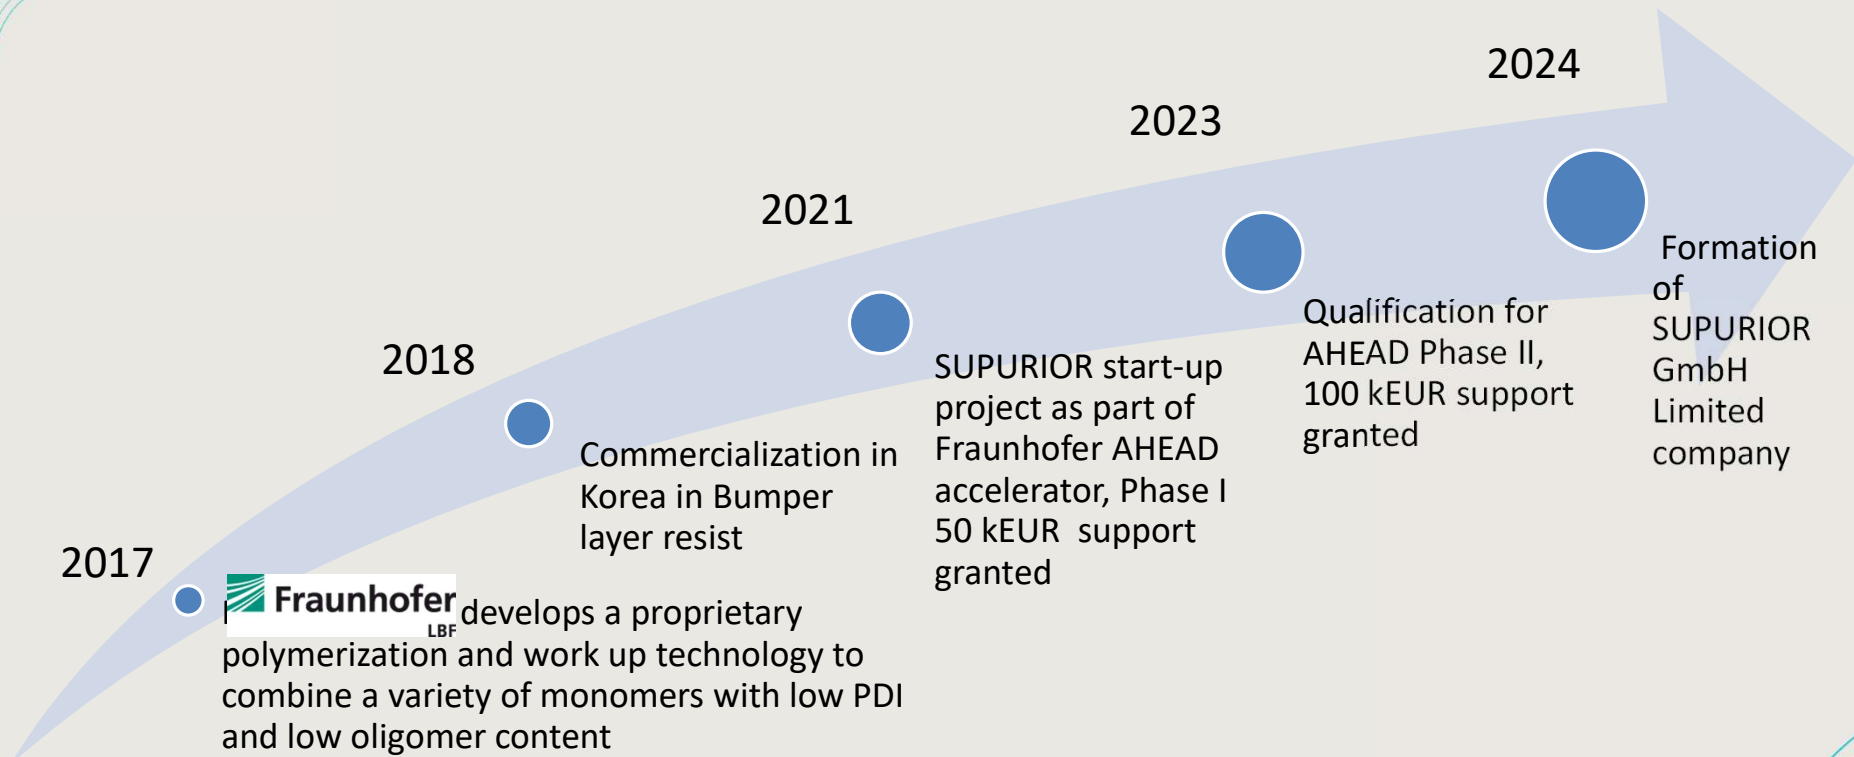 2017
Fraunhofer
LBF
develops a proprietary
polymerization and work up technology to
combine a variety of monomers with low PDI
and low oligomer content
2018
Commercialization in
Korea in Bumper
layer resist
2021
SUPURIOR start-up
project as part of
Fraunhofer AHEAD
accelerator, Phase I
50 kEUR support
granted
2023
Qualification for
AHEAD Phase II,
100 kEUR support
granted
2024
Formation
of
SUPURIOR
GmbH
Limited
company